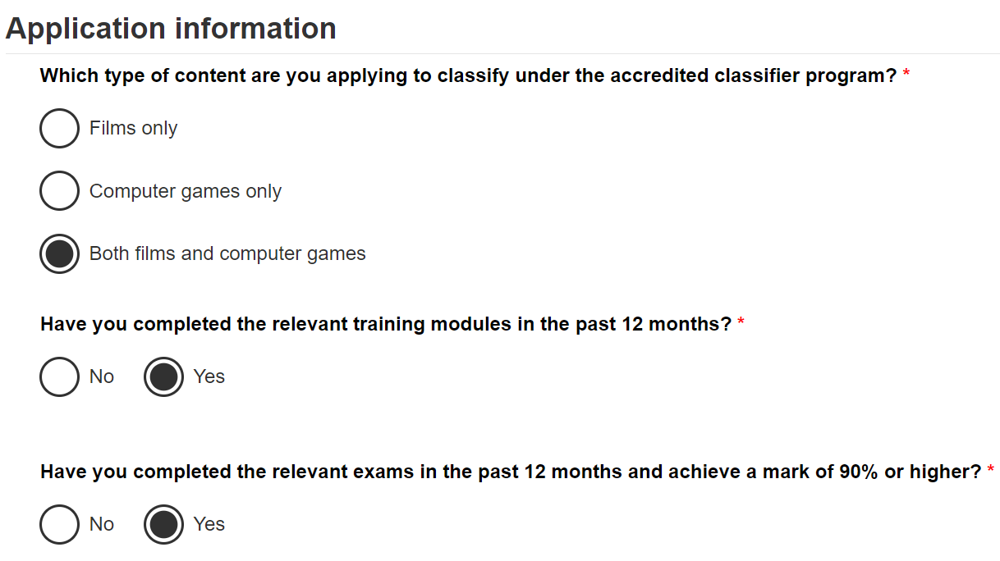 Application information
Which type of content are you applying to classify under the accredited classifier program? *
Films only
Computer games only
Both films and computer games
Have you completed the relevant training modules in the past 12 months? *
No Yes
Have you completed the relevant exams in the past 12 months and achieve a mark of 90% or higher? *
No Yes